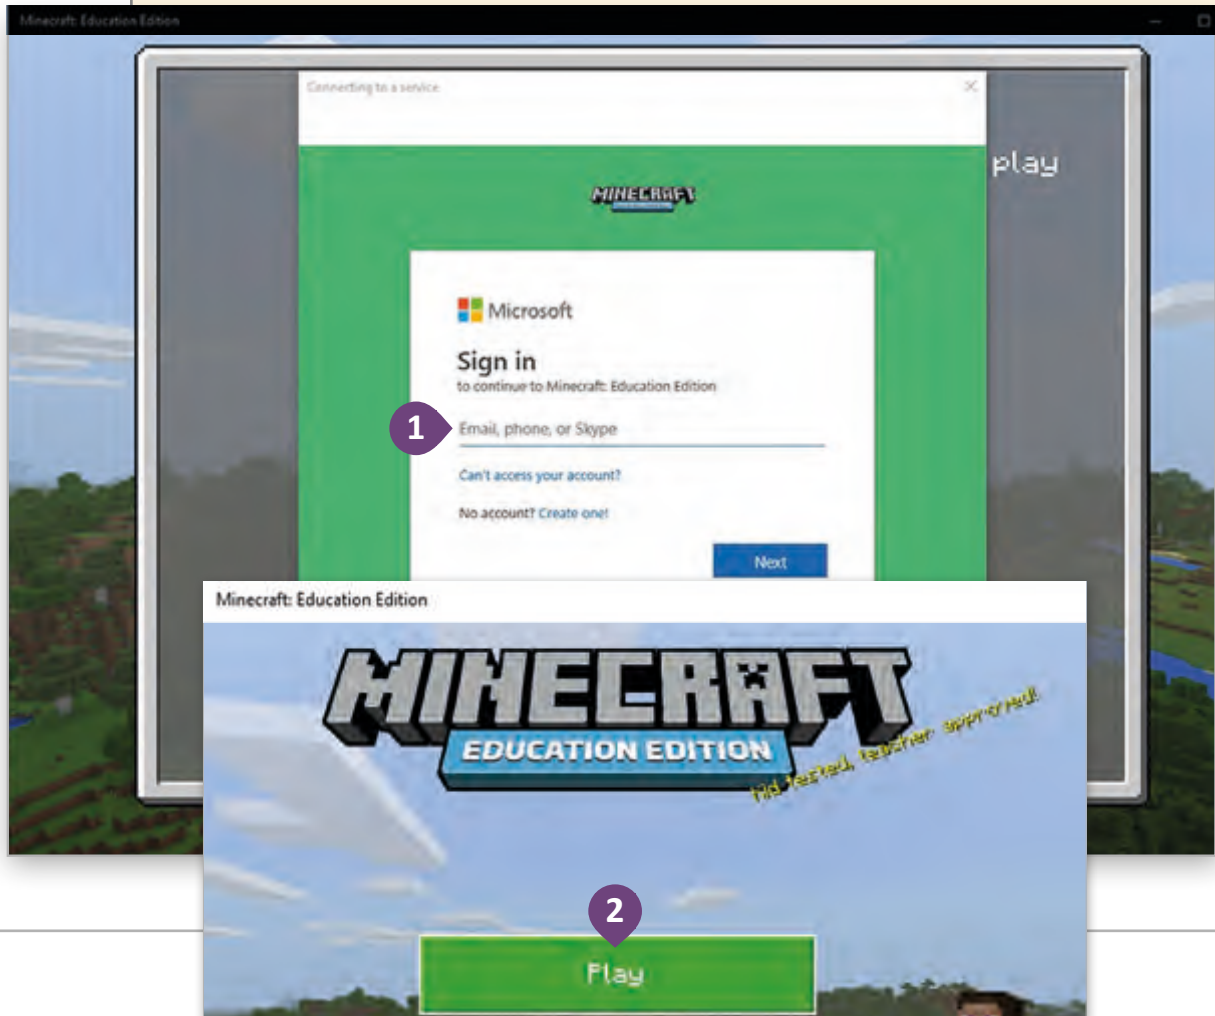 Minecraft: Education Edition
Connecting to a service
play
MINECRAFT
Microsoft
Sign in
to continue to Minecraft: Education Edition
1
Email, phone, or Skype
Can't access your account?
No account? Create one!
Next
Minecraft: Education Edition
MINECRAFT
EDUCATION EDITION
Kid tested, teacher approved!
2
Play